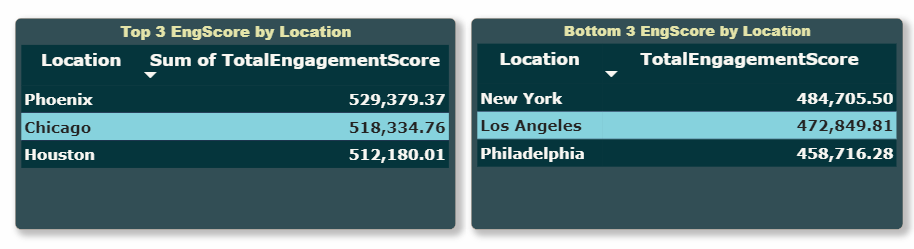 Top 3 EngScore by Location
Location Sum of TotalEngagementScore
Phoenix 529,379.37
Chicago 518,334.76
Houston 512,180.01
Bottom 3 EngScore by Location
Location TotalEngagementScore
New York 484,705.50
Los Angeles 472,849.81
Philadelphia 458,716.28